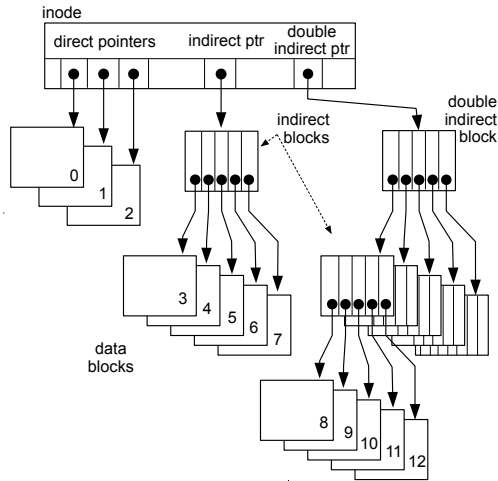 inode
direct pointers
indirect ptr
double
indirect ptr
indirect
blocks
double
indirect
block
0
1
2
3
4
5
6
7
data
blocks
8
9
10
11
12